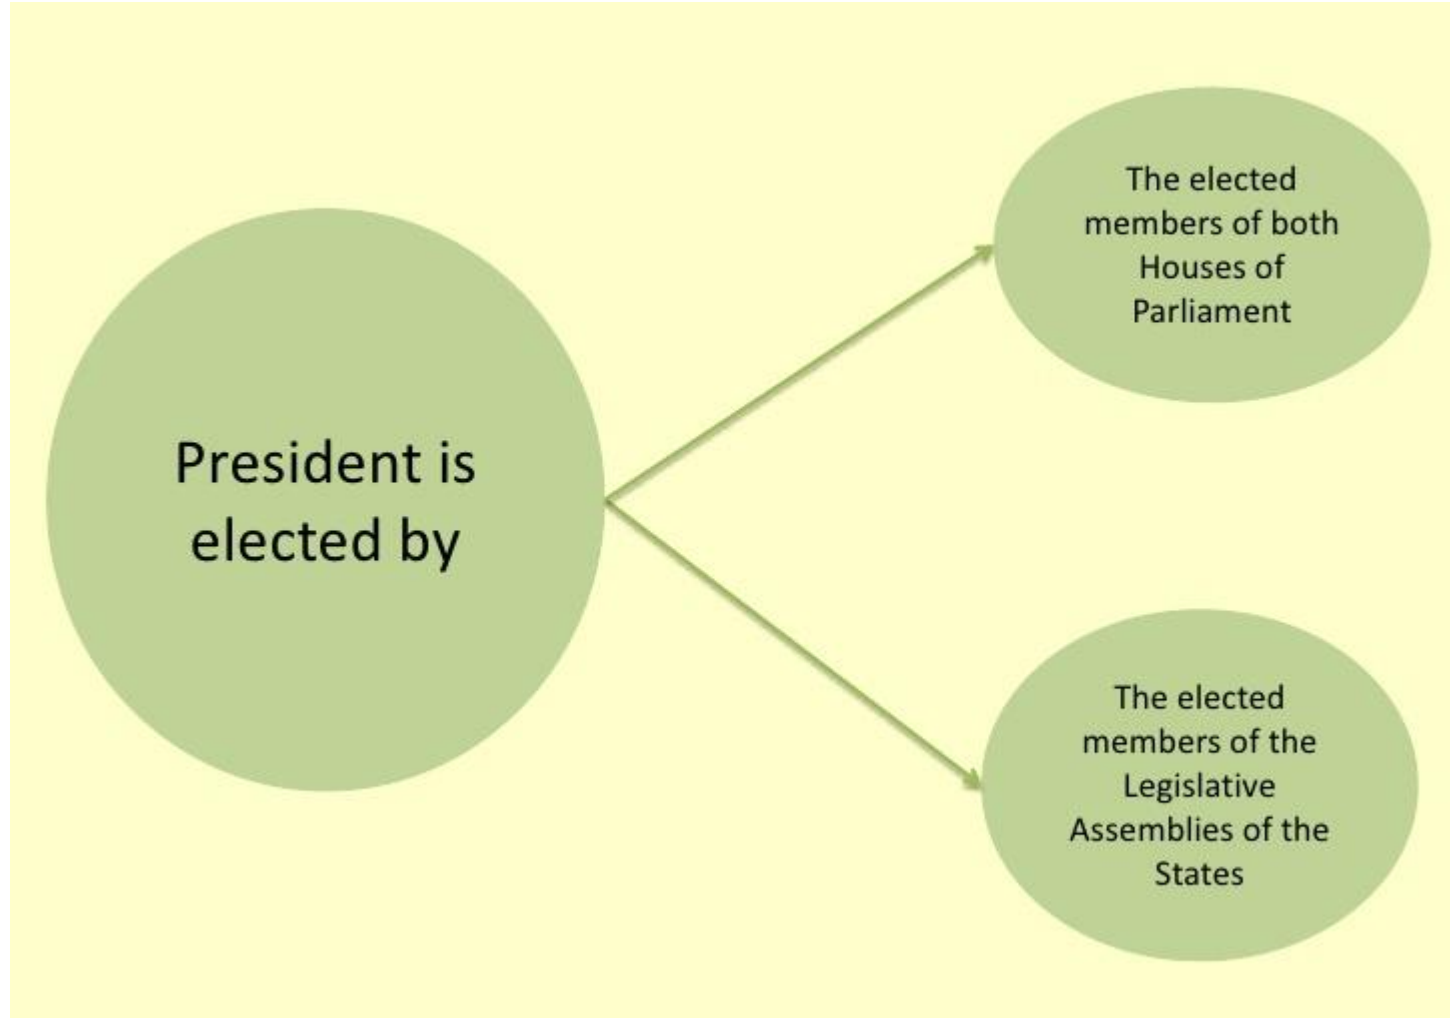 President is
elected by
The elected
members of both
Houses of
Parliament
The elected
members of the
Legislative
Assemblies of the
States